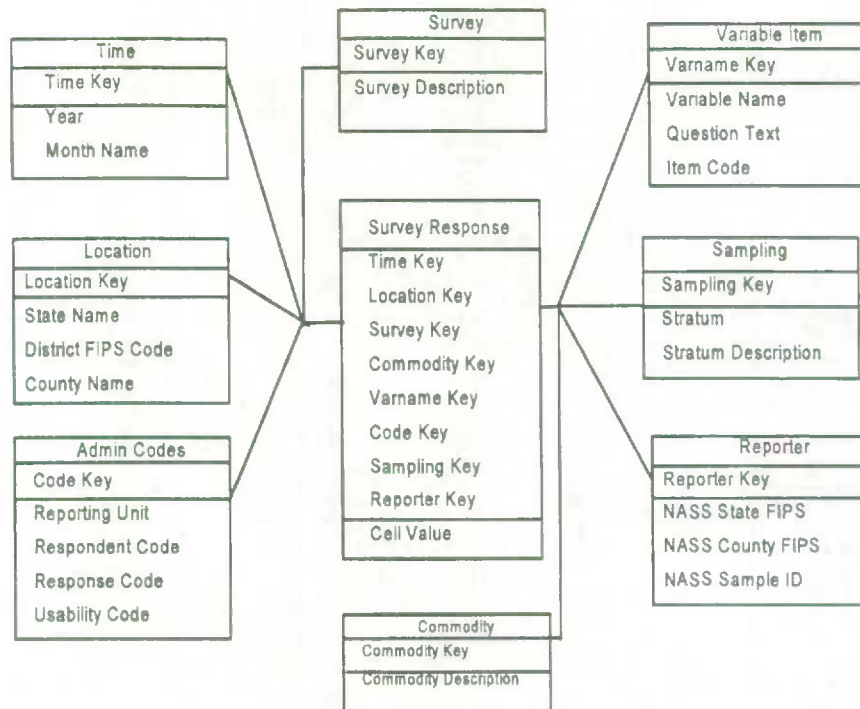 Time
Time Key
Year
Month Name
Location
Location Key
State Name
District FIPS Code
County Name
Admin Codes
Code Key
Reporting Unit
Respondent Code
Response Code
Usability Code
Survey
Survey Key
Survey Description
Survey Response
Time Key
Location Key
Survey Key
Commodity Key
Varname Key
Code Key
Sampling Key
Reporter Key
Cell Value
Commodity
Commodity Key
Commodity Description
Variable Item
Varname Key
Variable Name
Question Text
Item Code
Sampling
Sampling Key
Stratum
Stratum Description
Reporter
Reporter Key
NASS State FIPS
NASS County FIPS
NASS Sample ID